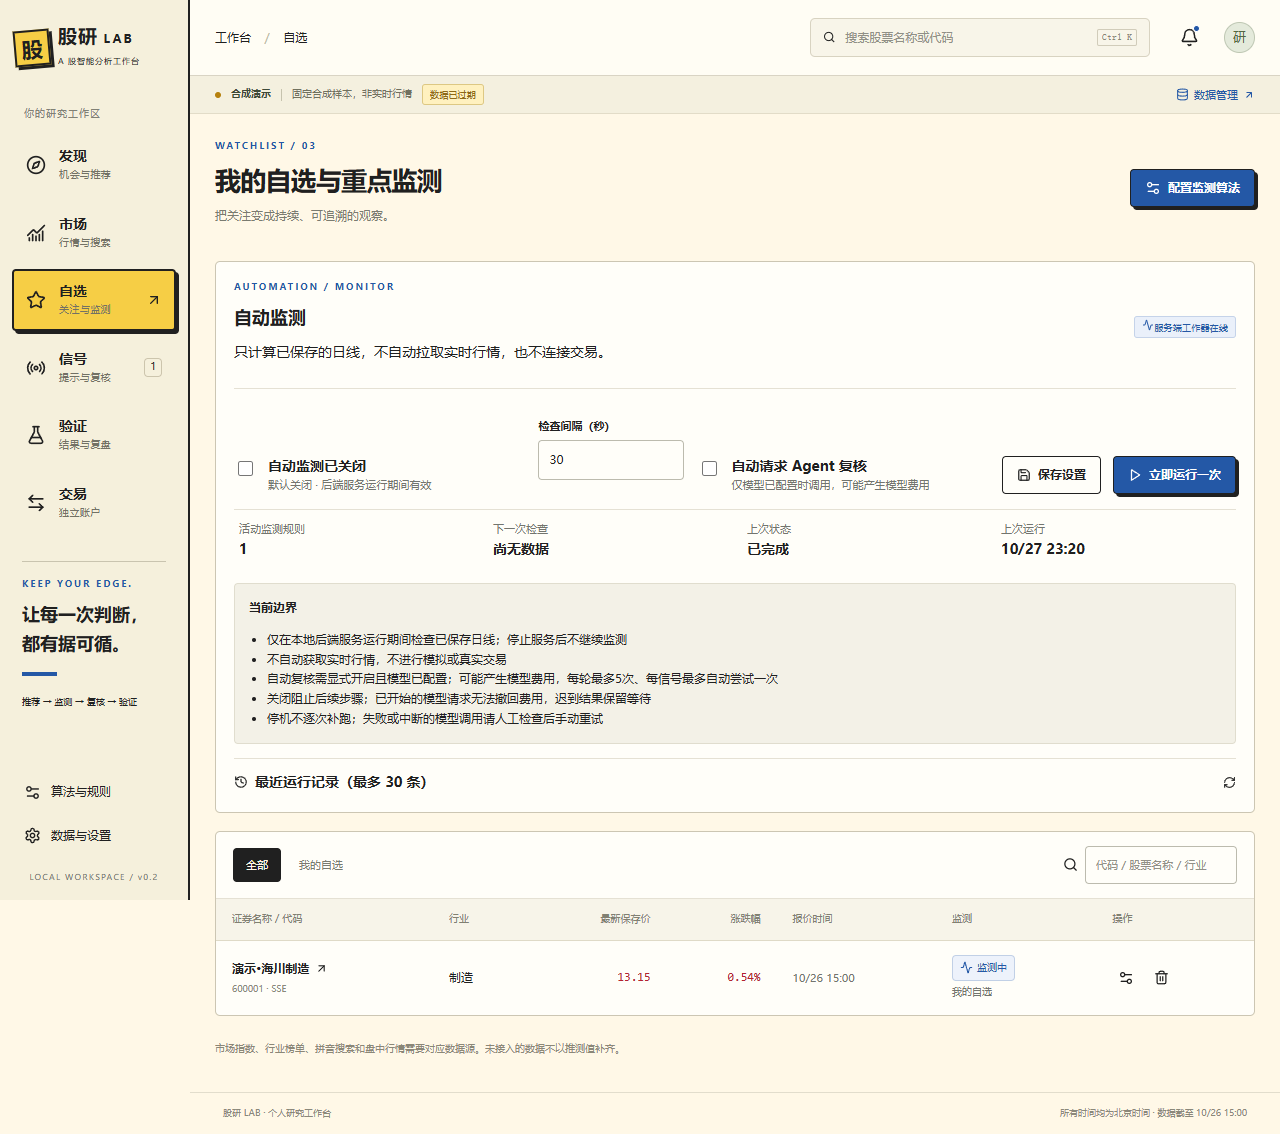 股
股研 LAB
A 股智能分析工作台
你的研究工作区
发现
机会与推荐
市场
行情与搜索
自选
关注与监测
信号
提示与复核
1
验证
结果与复盘
交易
独立账户
KEEP YOUR EDGE.
让每一次判断，
都有据可循。
推荐 → 监测 → 复核 → 验证
算法与规则
数据与设置
LOCAL WORKSPACE / v0.2
工作台 / 自选
搜索股票名称或代码
Ctrl K
研
合成演示
固定合成样本，非实时行情
数据已过期
数据管理
WATCHLIST / 03
我的自选与重点监测
把关注变成持续、可追溯的观察。
配置监测算法
AUTOMATION / MONITOR
自动监测
只计算已保存的日线，不自动拉取实时行情，也不连接交易。
服务端工作器在线
自动监测已关闭
默认关闭 · 后端服务运行期间有效
检查间隔（秒）
30
自动请求 Agent 复核
仅模型已配置时调用，可能产生模型费用
保存设置
立即运行一次
活动监测规则
1
下一次检查
尚无数据
上次状态
已完成
上次运行
10/27 23:20
当前边界
• 仅在本地后端服务运行期间检查已保存日线；停止服务后不继续监测
• 不自动获取实时行情，不进行模拟或真实交易
• 自动复核需显式开启且模型已配置；可能产生模型费用，每轮最多5次、每信号最多自动尝试一次
• 关闭阻止后续步骤；已开始的模型请求无法撤回费用，迟到结果保留等待
• 停机不逐次补跑；失败或中断的模型调用请人工检查后手动重试
最近运行记录（最多 30 条）
全部
我的自选
代码 / 股票名称 / 行业
证券名称 / 代码 行业 最新保存价 涨跌幅 报价时间 监测 操作
演示·海川制造
600001 · SSE
制造
13.15
0.54%
10/26 15:00
监测中
我的自选
市场指数、行业榜单、拼音搜索和盘中行情需要对应数据源。未接入的数据不以推测值补齐。
股研 LAB · 个人研究工作台
所有时间均为北京时间 · 数据截至 10/26 15:00